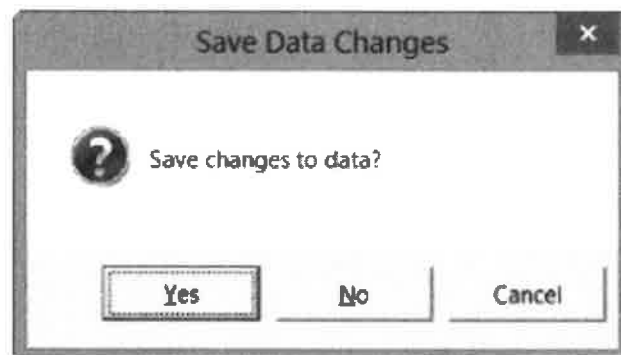 Save Data Changes
Save changes to data?
Yes No Cancel